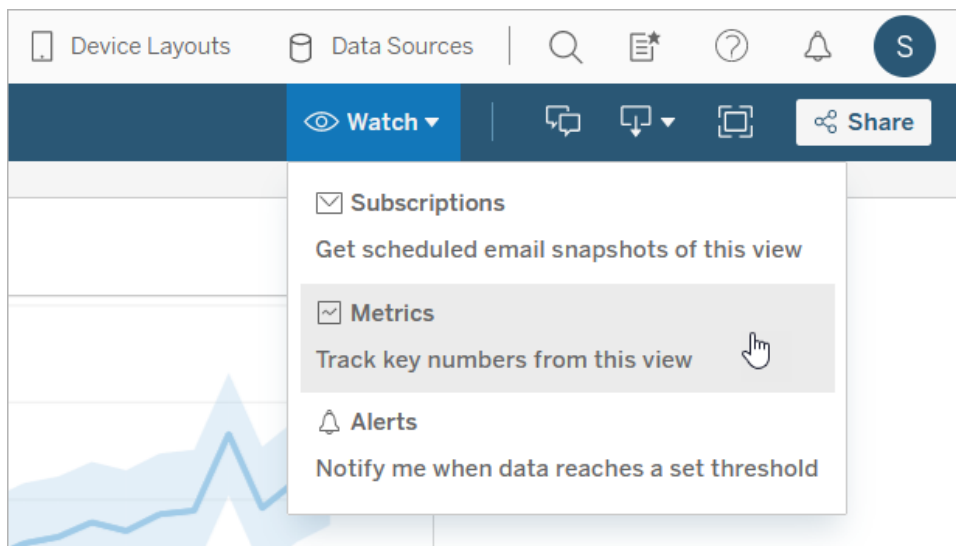 Device Layouts Data Sources S
Watch Share
Subscriptions
Get scheduled email snapshots of this view
Metrics
Track key numbers from this view
Alerts
Notify me when data reaches a set threshold